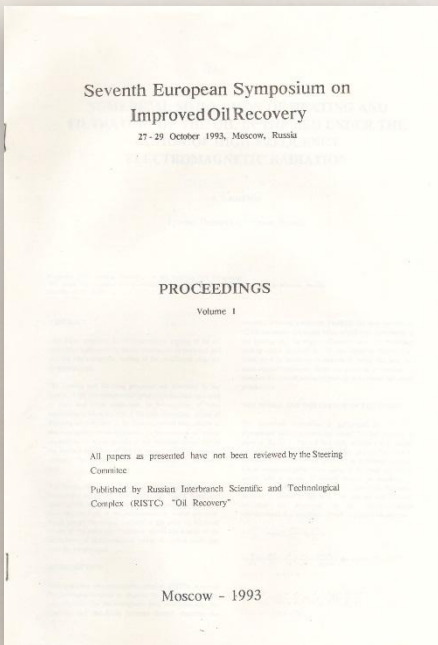 Seventh European Symposium on
Improved Oil Recovery
27-29 October 1993, Moscow, Russia
PROCEEDINGS
Volume 1
All papers as presented have not been reviewed by the Steering
Commitee
Published by Russian Interbranch Scientific and Technological
Complex (RISTC) "Oil Recovery"
Moscow - 1993